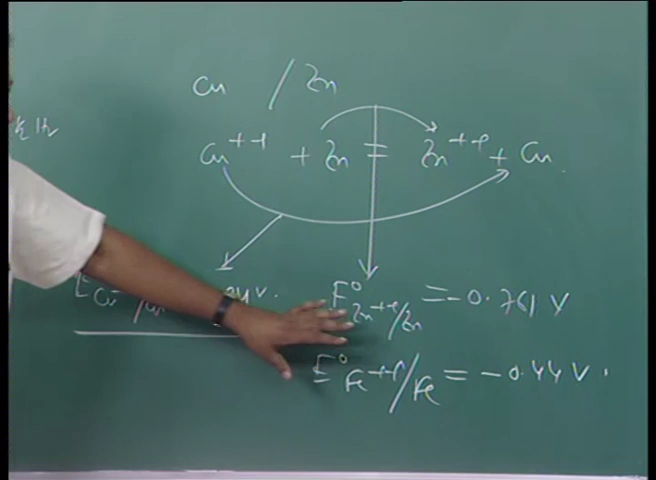 Cu / Zn
Cu++ + Zn = Zn++ + Cu
E° Zn++/Zn = -0.761 V
E° Fe++/Fe = -0.44 V.